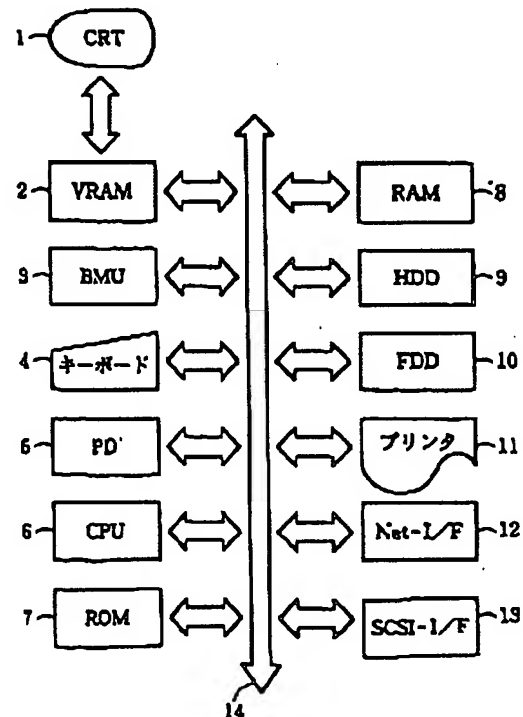 1 CRT
2 VRAM
RAM 8
3 BMU
HDD 9
4 キーボード
FDD 10
5 PD
プリンタ 11
6 CPU
Net-I/F 12
7 ROM
SCSI-I/F 13
14